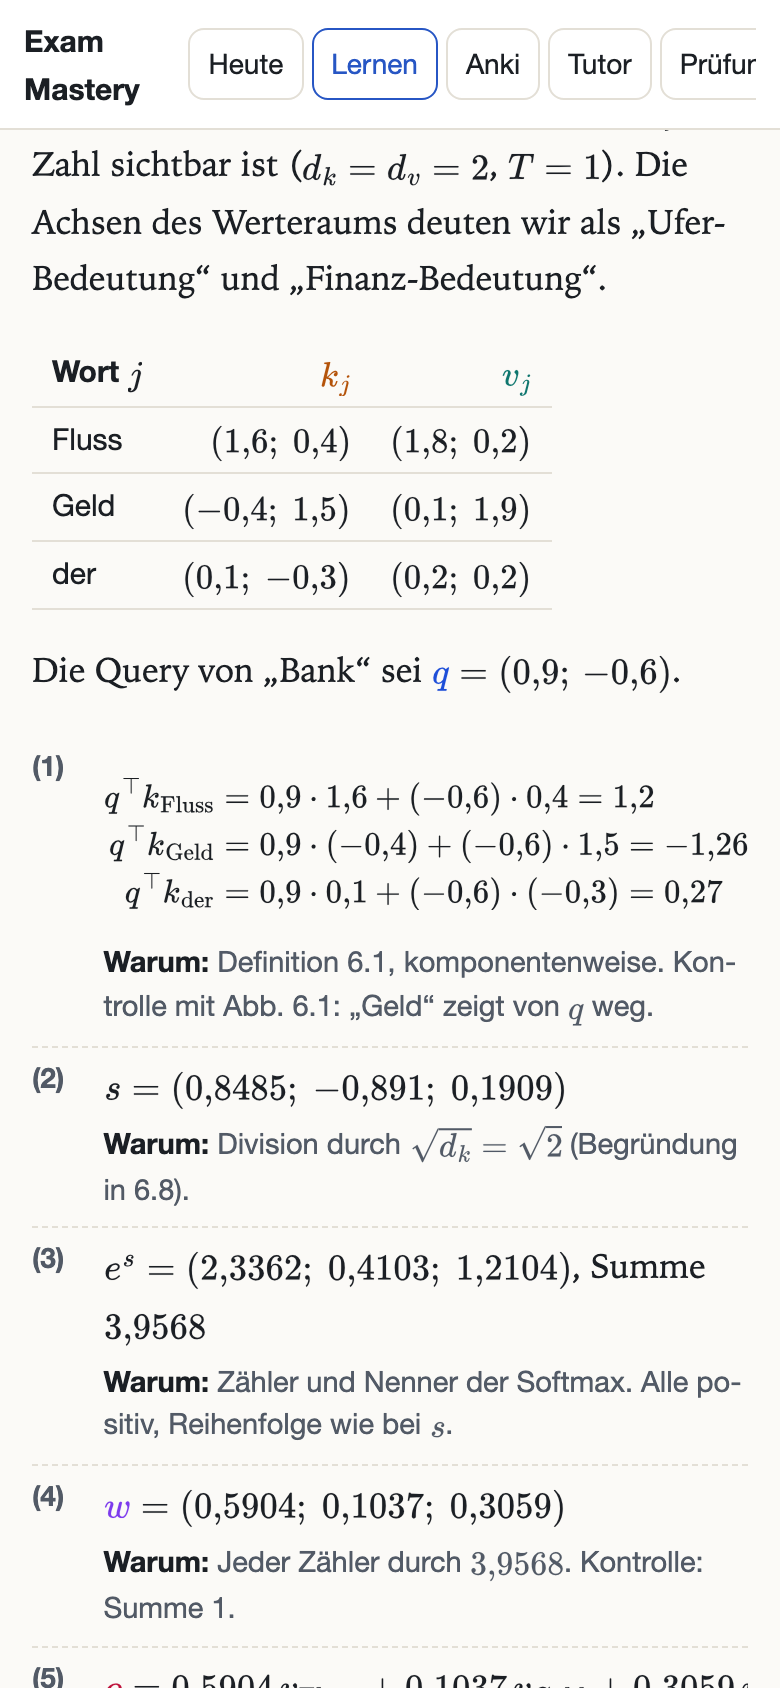 Exam Mastery
Heute Lernen Anki Tutor Prüfur
Zahl sichtbar ist (d_k = d_v = 2, T = 1). Die
Achsen des Werteraums deuten wir als „Ufer-
Bedeutung“ und „Finanz-Bedeutung“.
Wort j k_j v_j
Fluss (1,6; 0,4) (1,8; 0,2)
Geld (−0,4; 1,5) (0,1; 1,9)
der (0,1; −0,3) (0,2; 0,2)
Die Query von „Bank“ sei q = (0,9; −0,6).
(1)
q^⊤ k_Fluss = 0,9 · 1,6 + (−0,6) · 0,4 = 1,2
q^⊤ k_Geld = 0,9 · (−0,4) + (−0,6) · 1,5 = −1,26
q^⊤ k_der = 0,9 · 0,1 + (−0,6) · (−0,3) = 0,27
Warum: Definition 6.1, komponentenweise. Kon-
trolle mit Abb. 6.1: „Geld“ zeigt von q weg.
(2) s = (0,8485; −0,891; 0,1909)
Warum: Division durch √d_k = √2 (Begründung
in 6.8).
(3) e^s = (2,3362; 0,4103; 1,2104), Summe
3,9568
Warum: Zähler und Nenner der Softmax. Alle po-
sitiv, Reihenfolge wie bei s.
(4) w = (0,5904; 0,1037; 0,3059)
Warum: Jeder Zähler durch 3,9568. Kontrolle:
Summe 1.
(5)